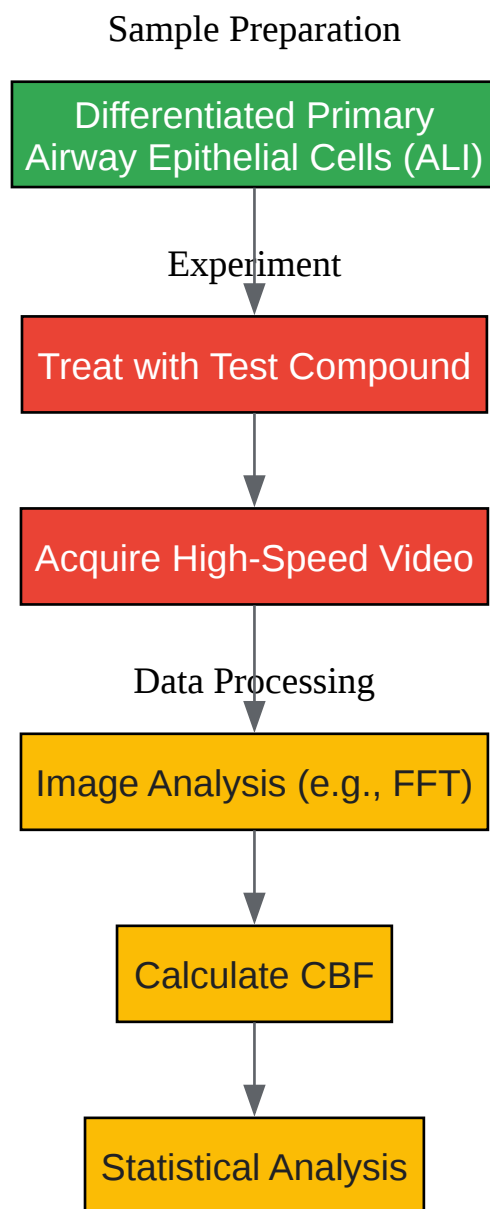 Sample Preparation
Differentiated Primary
Airway Epithelial Cells (ALI)
Experiment
Treat with Test Compound
Acquire High-Speed Video
Data Processing
Image Analysis (e.g., FFT)
Calculate CBF
Statistical Analysis